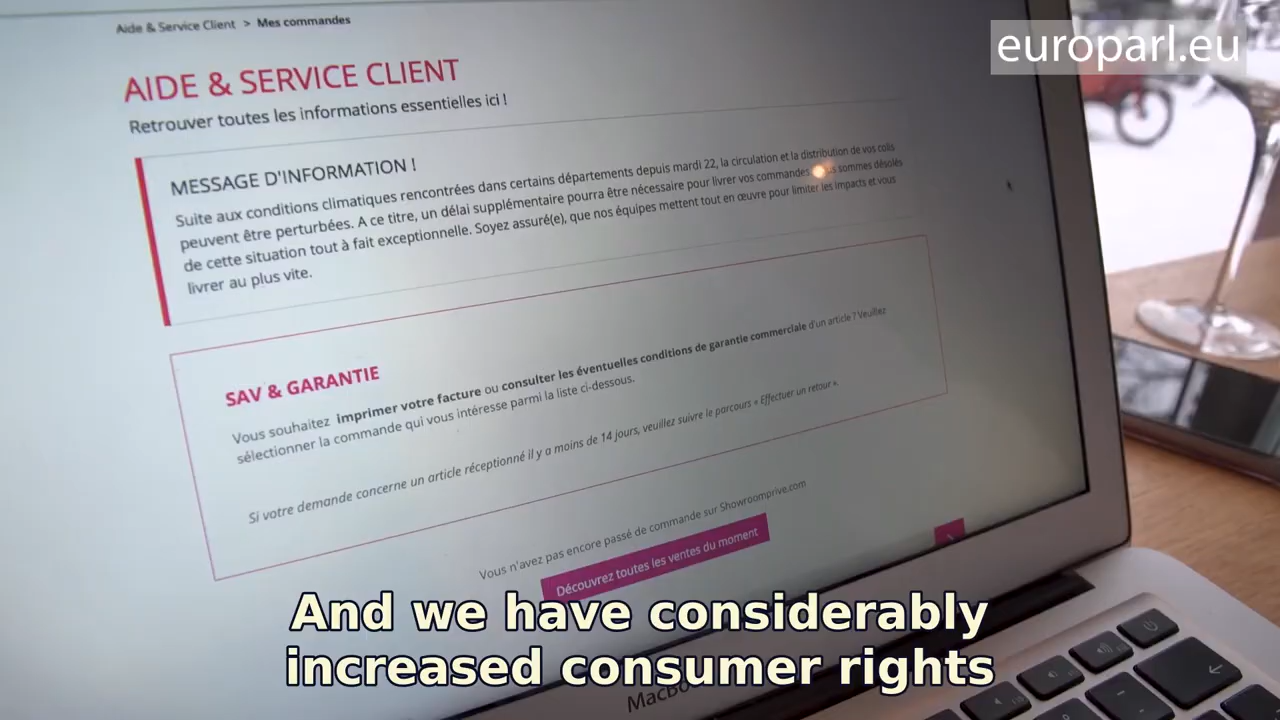 Aide & Service Client > Mes commandes
europarl.eu
AIDE & SERVICE CLIENT
Retrouver toutes les informations essentielles ici !
MESSAGE D'INFORMATION !
Suite aux conditions climatiques rencontrées dans certains départements depuis mardi 22, la circulation et la distribution de vos colis
peuvent être perturbées. A ce titre, un délai supplémentaire pourra être nécessaire pour livrer vos commandes sommes désolés
de cette situation tout à fait exceptionnelle. Soyez assuré(e), que nos équipes mettent tout en œuvre pour limiter les impacts et vous
livrer au plus vite.
SAV & GARANTIE
Vous souhaitez imprimer votre facture ou consulter les éventuelles conditions de garantie commerciale d'un article ? Veuillez
sélectionner la commande qui vous intéresse parmi la liste ci-dessous.
Si votre demande concerne un article réceptionné il y a moins de 14 jours, veuillez suivre le parcours « Effectuer un retour ».
Vous n'avez pas encore passé de commande sur Showroomprive.com
Découvrez toutes les ventes du moment
And we have considerably
increased consumer rights